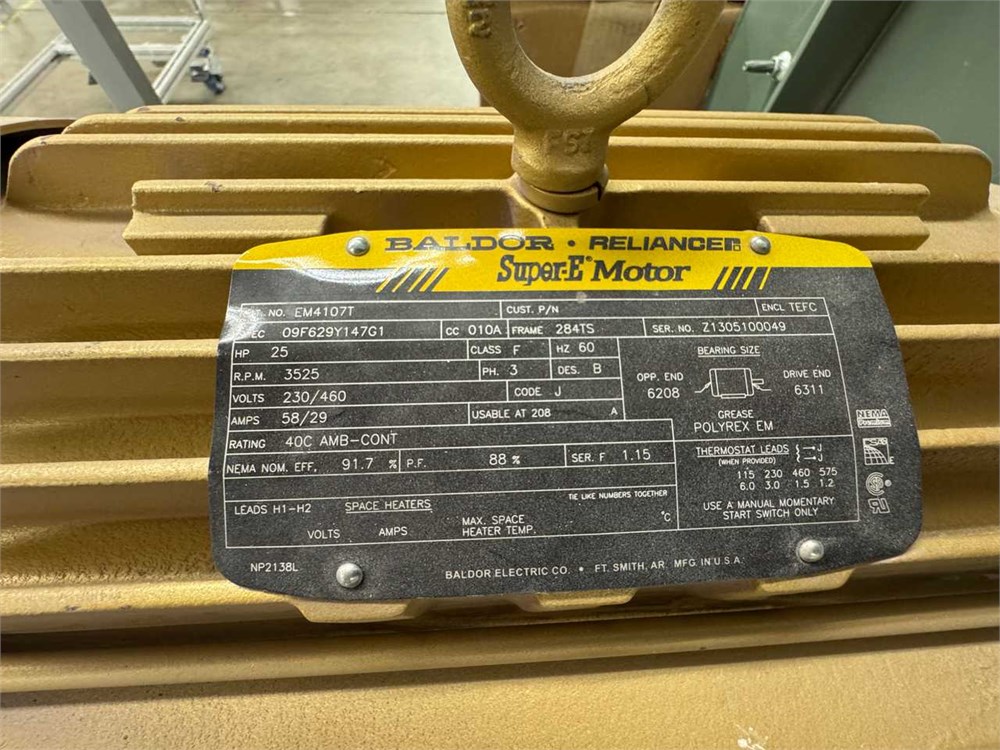 FST
BALDOR • RELIANCE
Super-E® Motor
NO. EM4107T CUST. P/N ENCL TEFC
EC 09F629Y147G1 CC 010A FRAME 284TS SER. NO. Z1305100049
HP 25 CLASS F HZ 60
R.P.M. 3525 PH. 3 DES. B
VOLTS 230/460 CODE J
AMPS 58/29 USABLE AT 208 A
RATING 40C AMB-CONT
NEMA NOM. EFF. 91.7 % P.F. 88 % SER. F 1.15
BEARING SIZE
OPP. END DRIVE END
6208 6311
GREASE
POLYREX EM
THERMOSTAT LEADS J
(WHEN PROVIDED) J
115 230 460 575
6.0 3.0 1.5 1.2
USE A MANUAL MOMENTARY
START SWITCH ONLY
NEMA
Premium
E
TIE LIKE NUMBERS TOGETHER
LEADS H1-H2 SPACE HEATERS
VOLTS AMPS MAX. SPACE
HEATER TEMP. °C
NP2138L
BALDOR ELECTRIC CO. • FT. SMITH, AR. MFG. IN U.S.A.